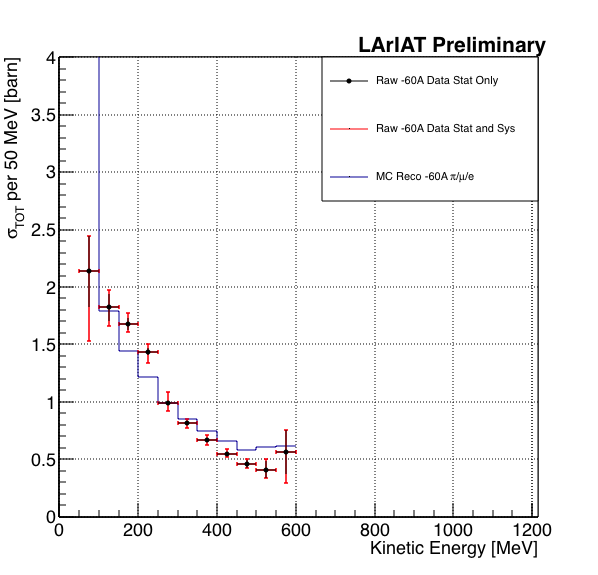 LArIAT Preliminary
σTOT per 50 MeV [barn]
4
3.5
3
2.5
2
1.5
1
0.5
0
Raw -60A Data Stat Only
Raw -60A Data Stat and Sys
MC Reco -60A π/μ/e
0 200 400 600 800 1000 1200
Kinetic Energy [MeV]